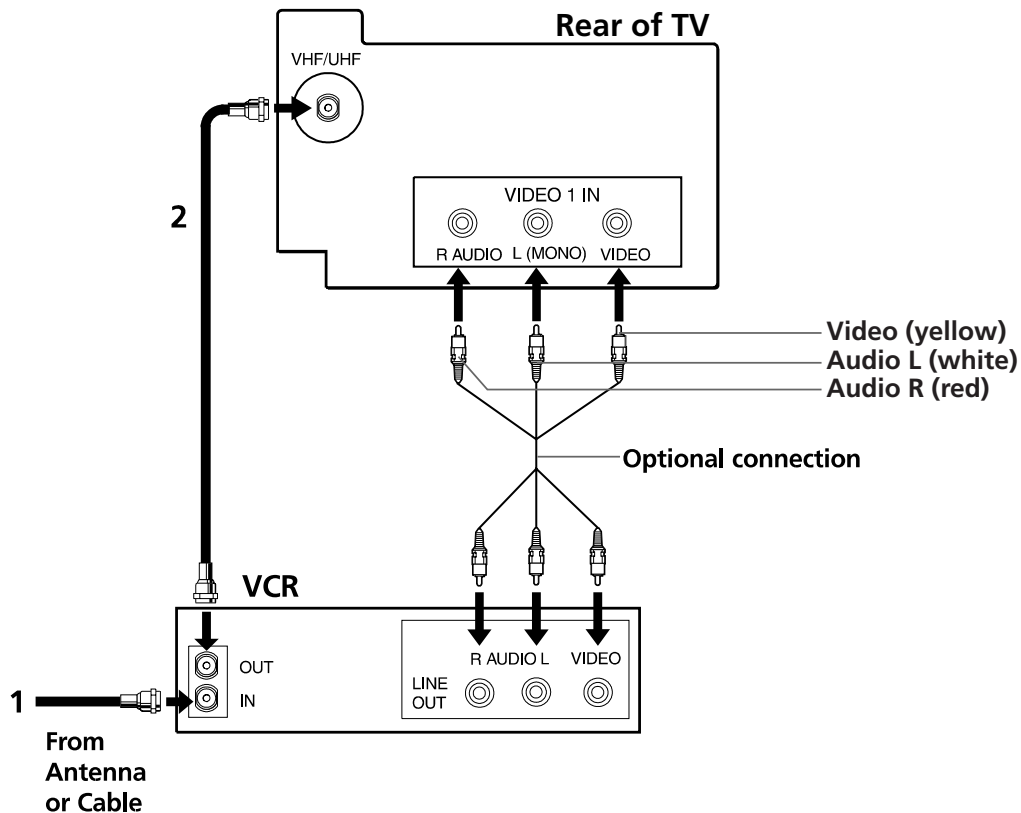 Rear of TV
VHF/UHF
2
VIDEO 1 IN
R AUDIO L (MONO) VIDEO
Video (yellow)
Audio L (white)
Audio R (red)
Optional connection
VCR
R AUDIO L VIDEO
OUT
LINE
OUT
IN
1
From
Antenna
or Cable